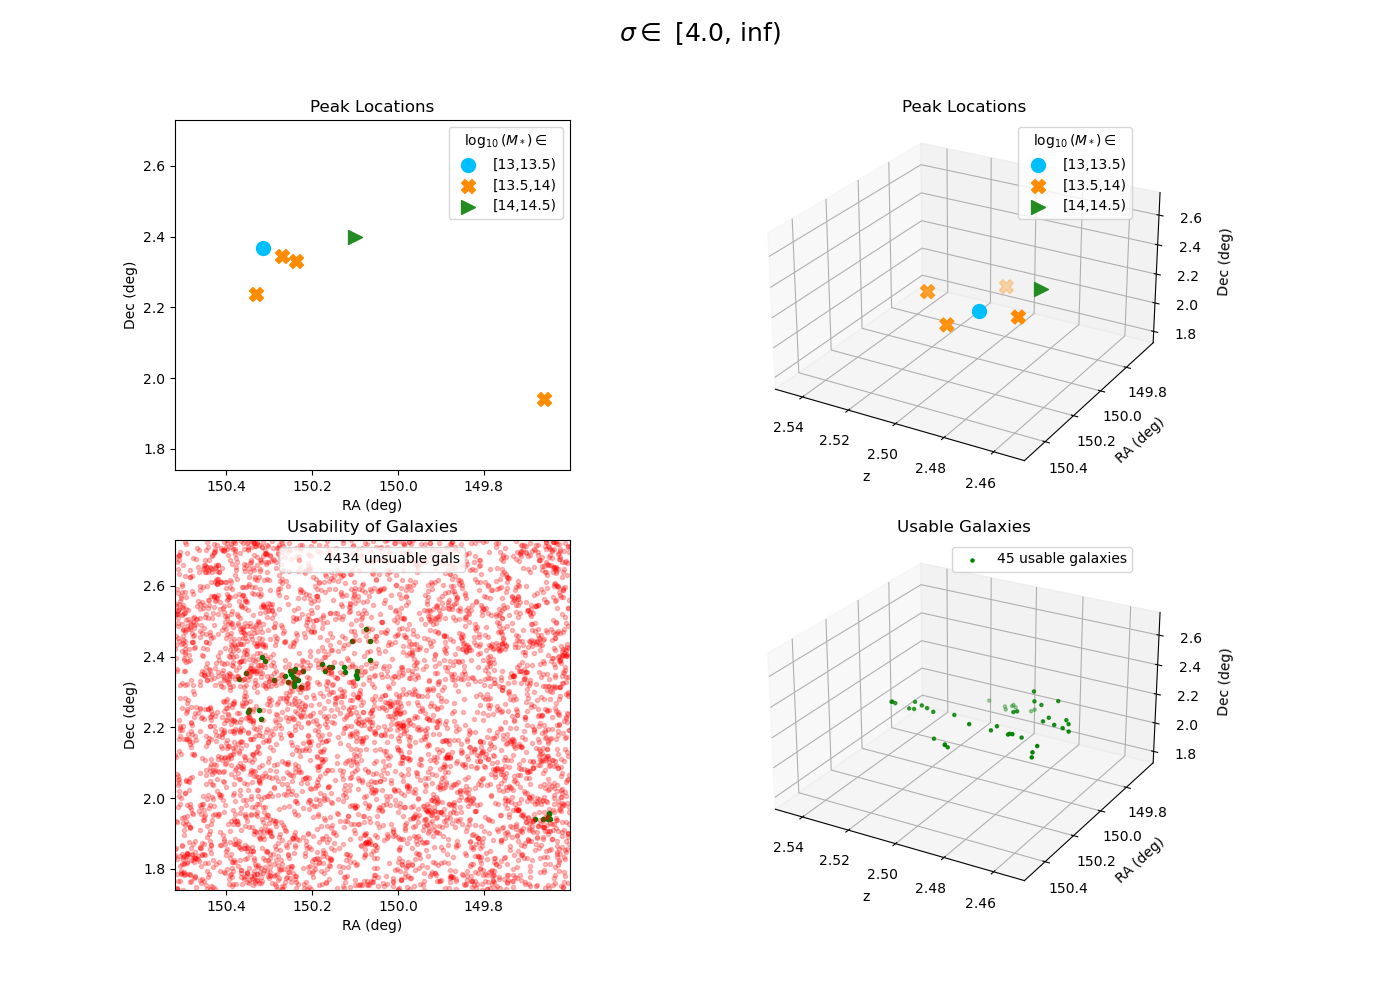 σ ∈ [4.0, inf)
Peak Locations
log10(M*) ∈
[13,13.5)
[13.5,14)
[14,14.5)
2.6
2.4
2.2
2.0
1.8
Dec (deg)
150.4 150.2 150.0 149.8
RA (deg)
Peak Locations
log10(M*) ∈
[13,13.5)
[13.5,14)
[14,14.5)
2.6
2.4
2.2
2.0
1.8
Dec (deg)
149.8
150.0
150.2
150.4
RA (deg)
2.54
2.52
2.50
2.48
2.46
z
Usability of Galaxies
4434 unsuable gals
2.6
2.4
2.2
2.0
1.8
Dec (deg)
150.4 150.2 150.0 149.8
RA (deg)
Usable Galaxies
45 usable galaxies
2.6
2.4
2.2
2.0
1.8
Dec (deg)
149.8
150.0
150.2
150.4
RA (deg)
2.54
2.52
2.50
2.48
2.46
z